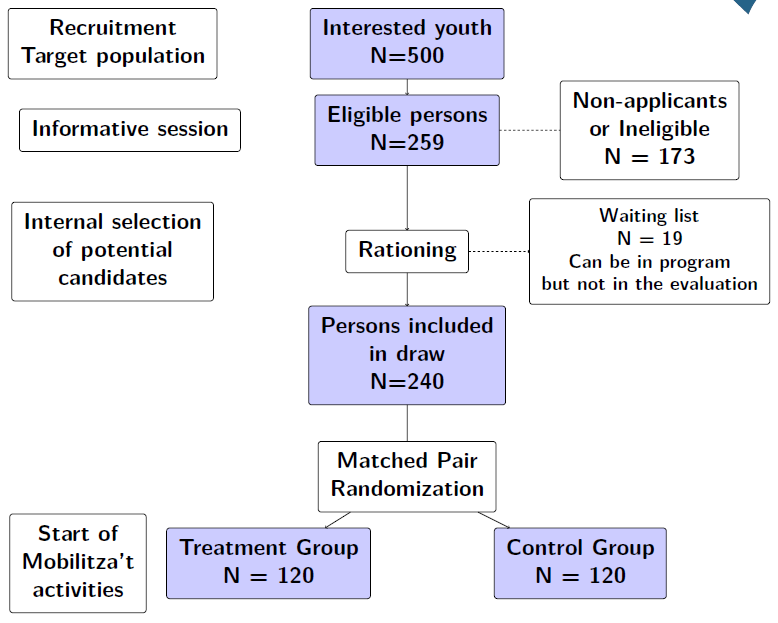 Recruitment
Target population
Interested youth
N=500
Informative session
Eligible persons
N=259
Non-applicants
or Ineligible
N = 173
Internal selection
of potential
candidates
Rationing
Waiting list
N = 19
Can be in program
but not in the evaluation
Persons included
in draw
N=240
Matched Pair
Randomization
Start of
Mobilitza't
activities
Treatment Group
N = 120
Control Group
N = 120